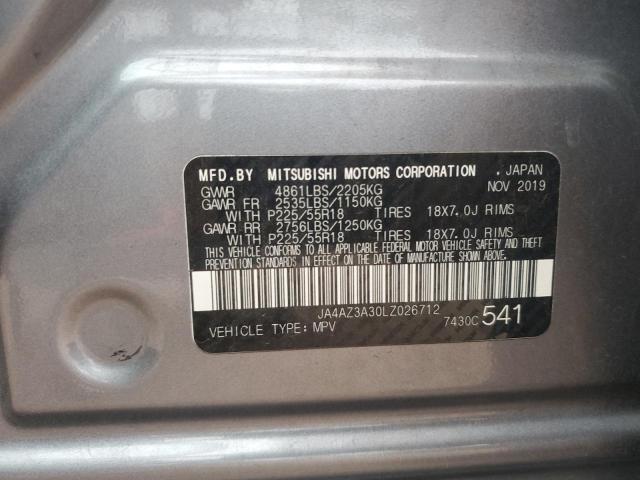 MFD.BY MITSUBISHI MOTORS CORPORATION . JAPAN
GVWR 4861LBS/2205KG NOV 2019
GAWR FR 2535LBS/1150KG
WITH P225/55R18 TIRES 18X7.0J RIMS
GAWR RR 2756LBS/1250KG
WITH P225/55R18 TIRES 18X7.0J RIMS
THIS VEHICLE CONFORMS TO ALL APPLICABLE FEDERAL MOTOR VEHICLE SAFETY AND THEFT
PREVENTION STANDARDS IN EFFECT ON THE DATE OF MANUFACTURE SHOWN ABOVE.
JA4AZ3A30LZ026712
VEHICLE TYPE: MPV 7430C 541